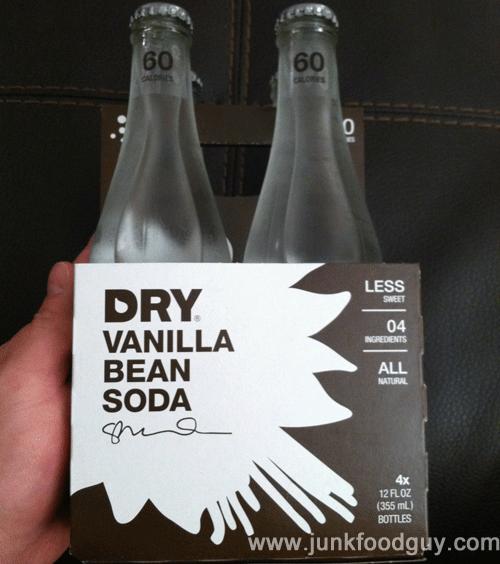 60
CALORIES
60
CALORIES
DRY®
VANILLA
BEAN
SODA
LESS
SWEET
04
INGREDIENTS
ALL
NATURAL
4x
12 FL OZ
(355 mL)
BOTTLES
www.junkfoodguy.com